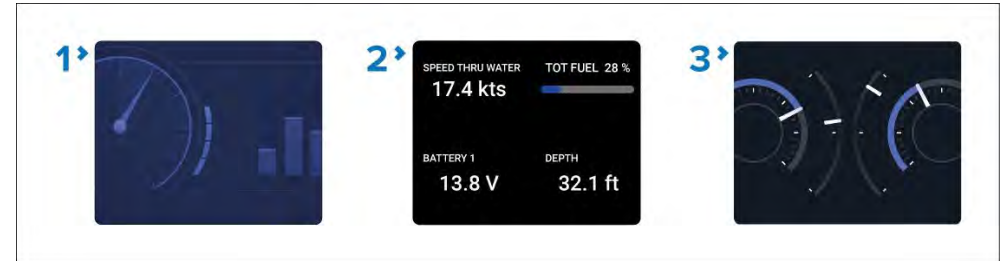 1
2
SPEED THRU WATER
17.4 kts
TOT FUEL 28 %
BATTERY 1
13.8 V
DEPTH
32.1 ft
3